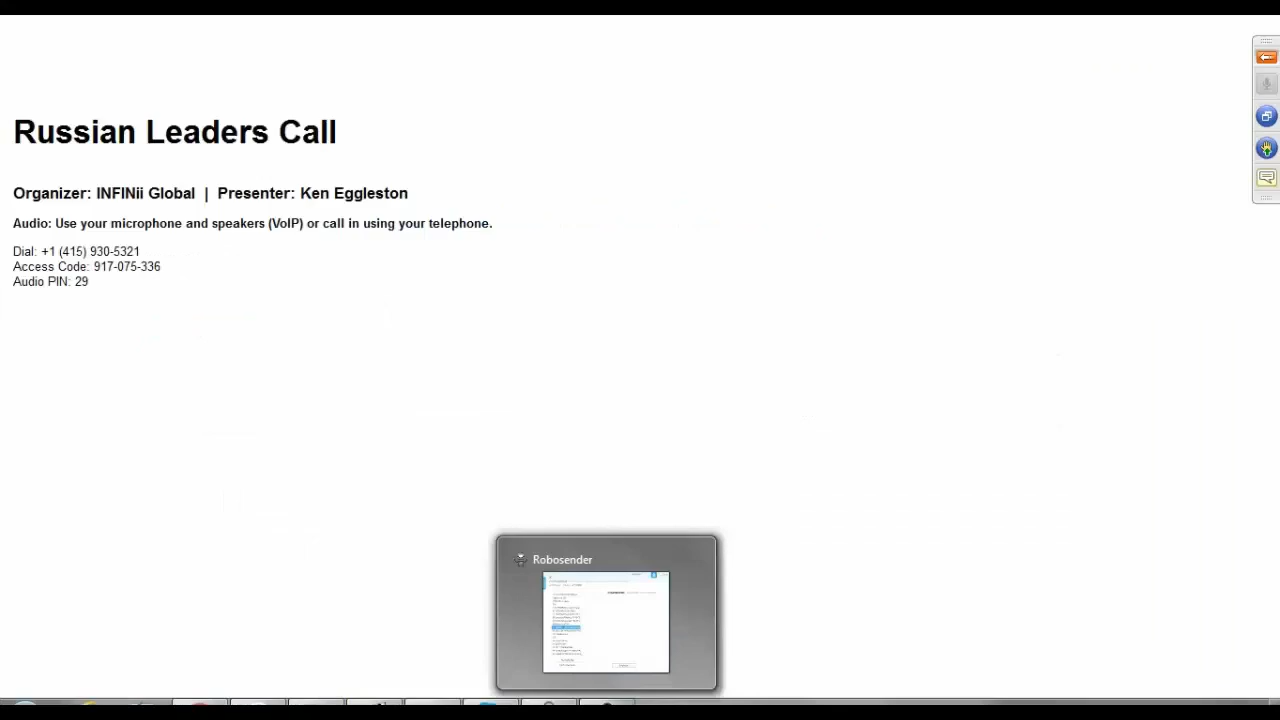 Russian Leaders Call
Organizer: INFINii Global | Presenter: Ken Eggleston
Audio: Use your microphone and speakers (VoIP) or call in using your telephone.
Dial: +1 (415) 930-5321
Access Code: 917-075-336
Audio PIN: 29
Robosender